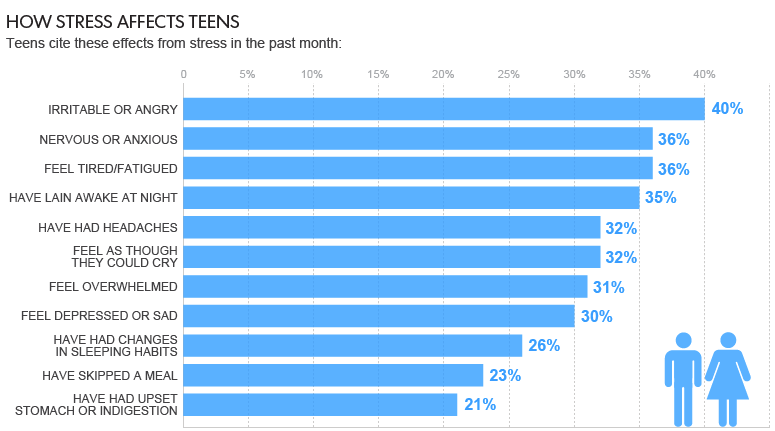 HOW STRESS AFFECTS TEENS
Teens cite these effects from stress in the past month:
0 5% 10% 15% 20% 25% 30% 35% 40%
IRRITABLE OR ANGRY 40%
NERVOUS OR ANXIOUS 36%
FEEL TIRED/FATIGUED 36%
HAVE LAIN AWAKE AT NIGHT 35%
HAVE HAD HEADACHES 32%
FEEL AS THOUGH
THEY COULD CRY 32%
FEEL OVERWHELMED 31%
FEEL DEPRESSED OR SAD 30%
HAVE HAD CHANGES
IN SLEEPING HABITS 26%
HAVE SKIPPED A MEAL 23%
HAVE HAD UPSET
STOMACH OR INDIGESTION 21%